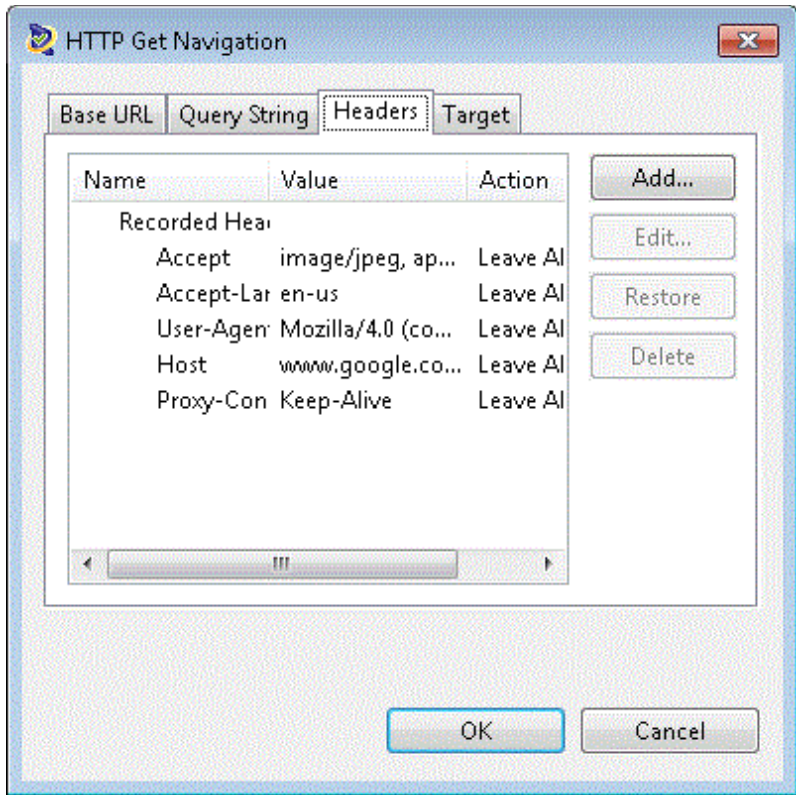 HTTP Get Navigation
Base URL Query String Headers Target
Name Value Action Add...
Recorded Hea
Edit...
Accept image/jpeg, ap... Leave Al
Accept-Lar en-us Leave Al
Restore
User-Agen Mozilla/4.0 (co... Leave Al
Host www.google.co... Leave Al
Delete
Proxy-Con Keep-Alive Leave Al
OK Cancel